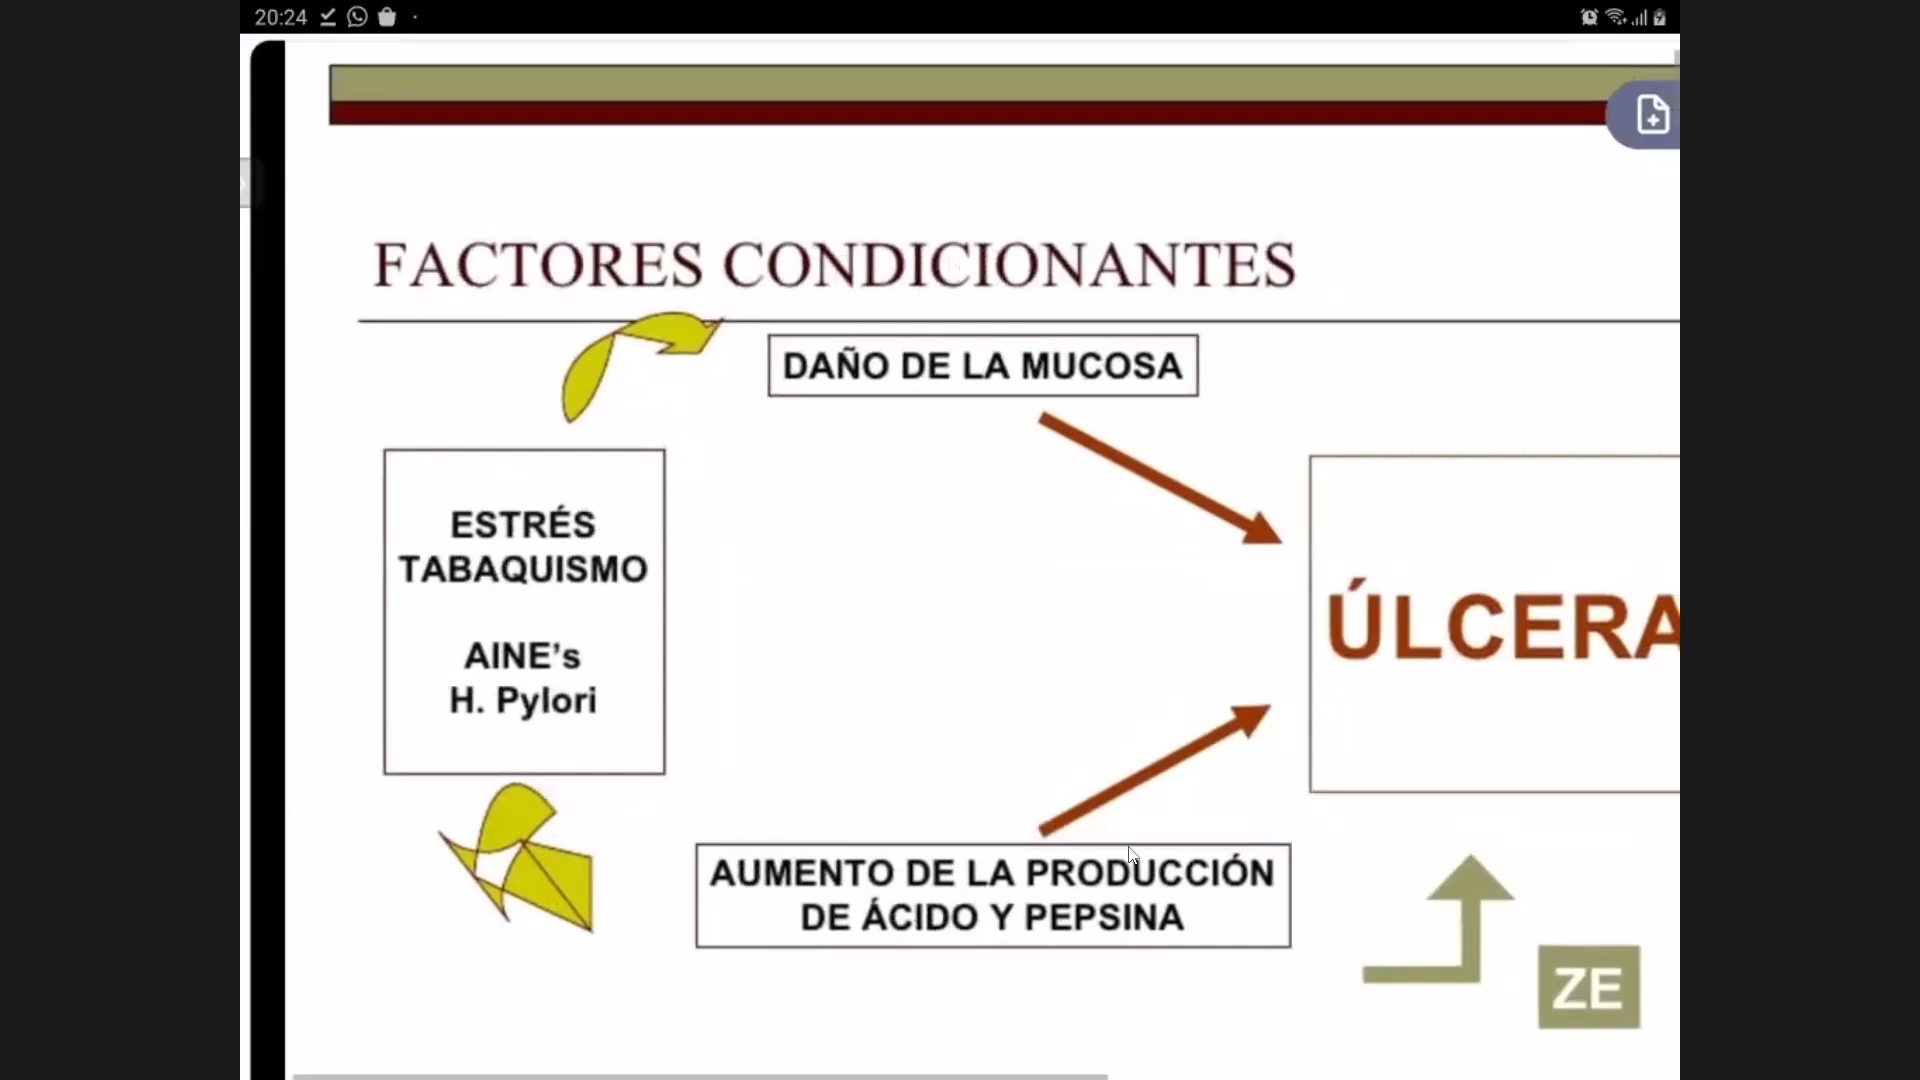 20:24
FACTORES CONDICIONANTES
DAÑO DE LA MUCOSA
ESTRÉS
TABAQUISMO
AINE's
H. Pylori
ÚLCERA
AUMENTO DE LA PRODUCCIÓN
DE ÁCIDO Y PEPSINA
ZE